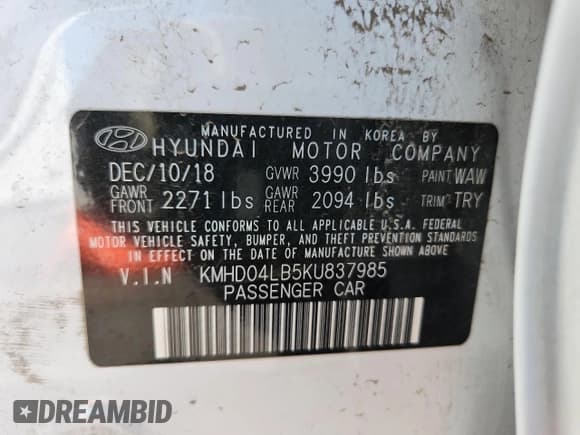 MANUFACTURED IN KOREA BY
HYUNDAI MOTOR COMPANY
DEC/10/18 GVWR 3990 lbs PAINT WAW
GAWR FRONT 2271 lbs GAWR REAR 2094 lbs TRIM TRY
THIS VEHICLE CONFORMS TO ALL APPLICABLE U.S.A. FEDERAL
MOTOR VEHICLE SAFETY, BUMPER, AND THEFT PREVENTION STANDARDS
IN EFFECT ON THE DATE OF MANUFACTURE SHOWN ABOVE.
V.I.N KMHD04LB5KU837985
PASSENGER CAR
DREAMBID